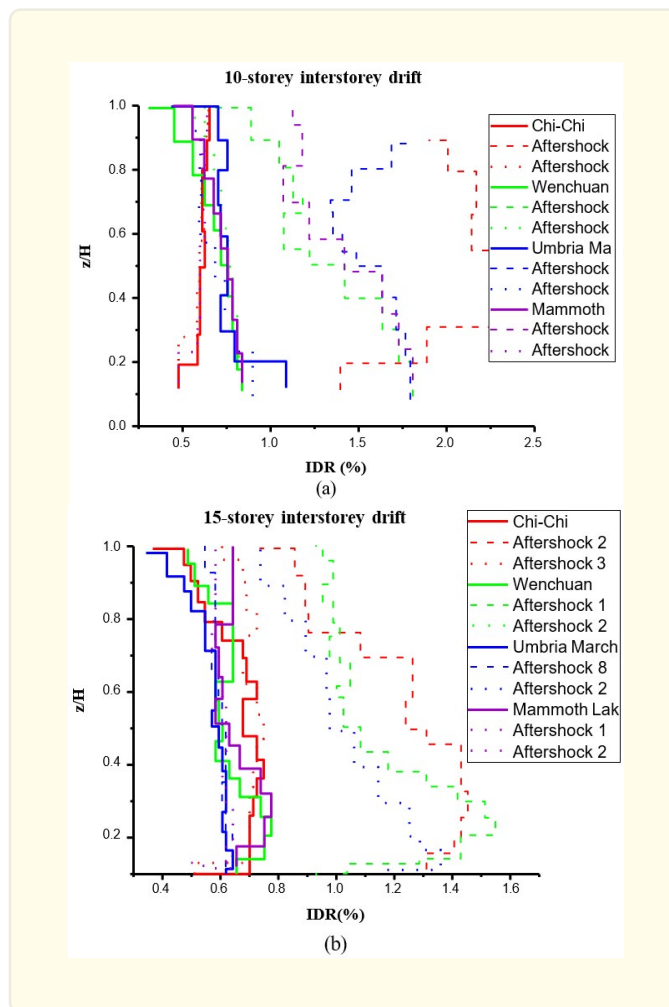 10-storey interstorey drift
1.0
0.8
0.6
0.4
0.2
0.0
z/H
0.5
1.0
1.5
2.0
2.5
IDR (%)
Chi-Chi
Aftershock
Aftershock
Wenchuan
Aftershock
Aftershock
Umbria Ma
Aftershock
Aftershock
Mammoth
Aftershock
Aftershock
(a)
15-storey interstorey drift
1.0
0.8
0.6
0.4
0.2
z/H
0.4
0.6
0.8
1.0
1.2
1.4
1.6
IDR(%)
Chi-Chi
Aftershock 2
Aftershock 3
Wenchuan
Aftershock 1
Aftershock 2
Umbria March
Aftershock 8
Aftershock 2
Mammoth Lak
Aftershock 1
Aftershock 2
(b)